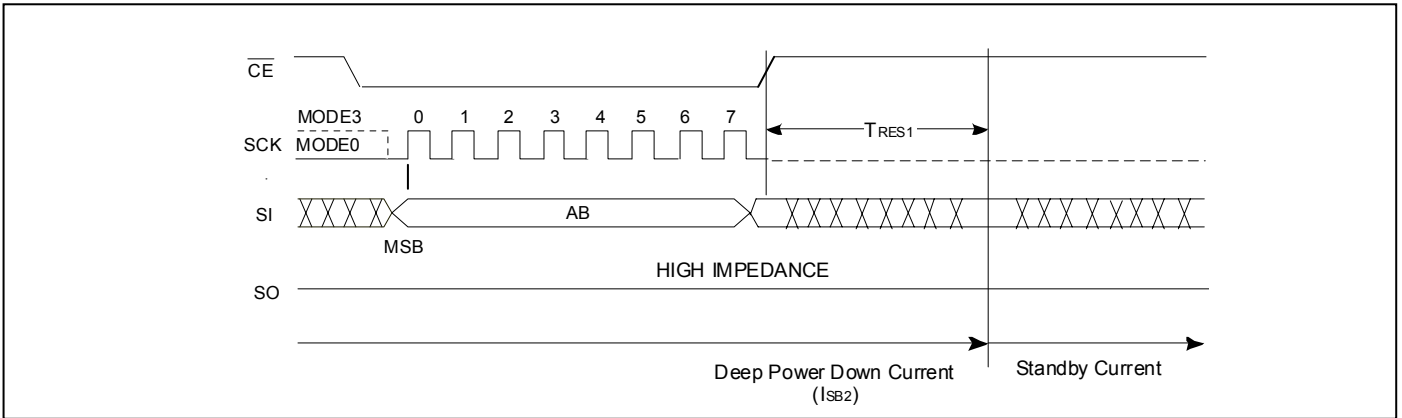 CE
MODE3 0 1 2 3 4 5 6 7
SCK MODE0
TRES1
SI AB
MSB
HIGH IMPEDANCE
SO
Deep Power Down Current Standby Current
(ISB2)